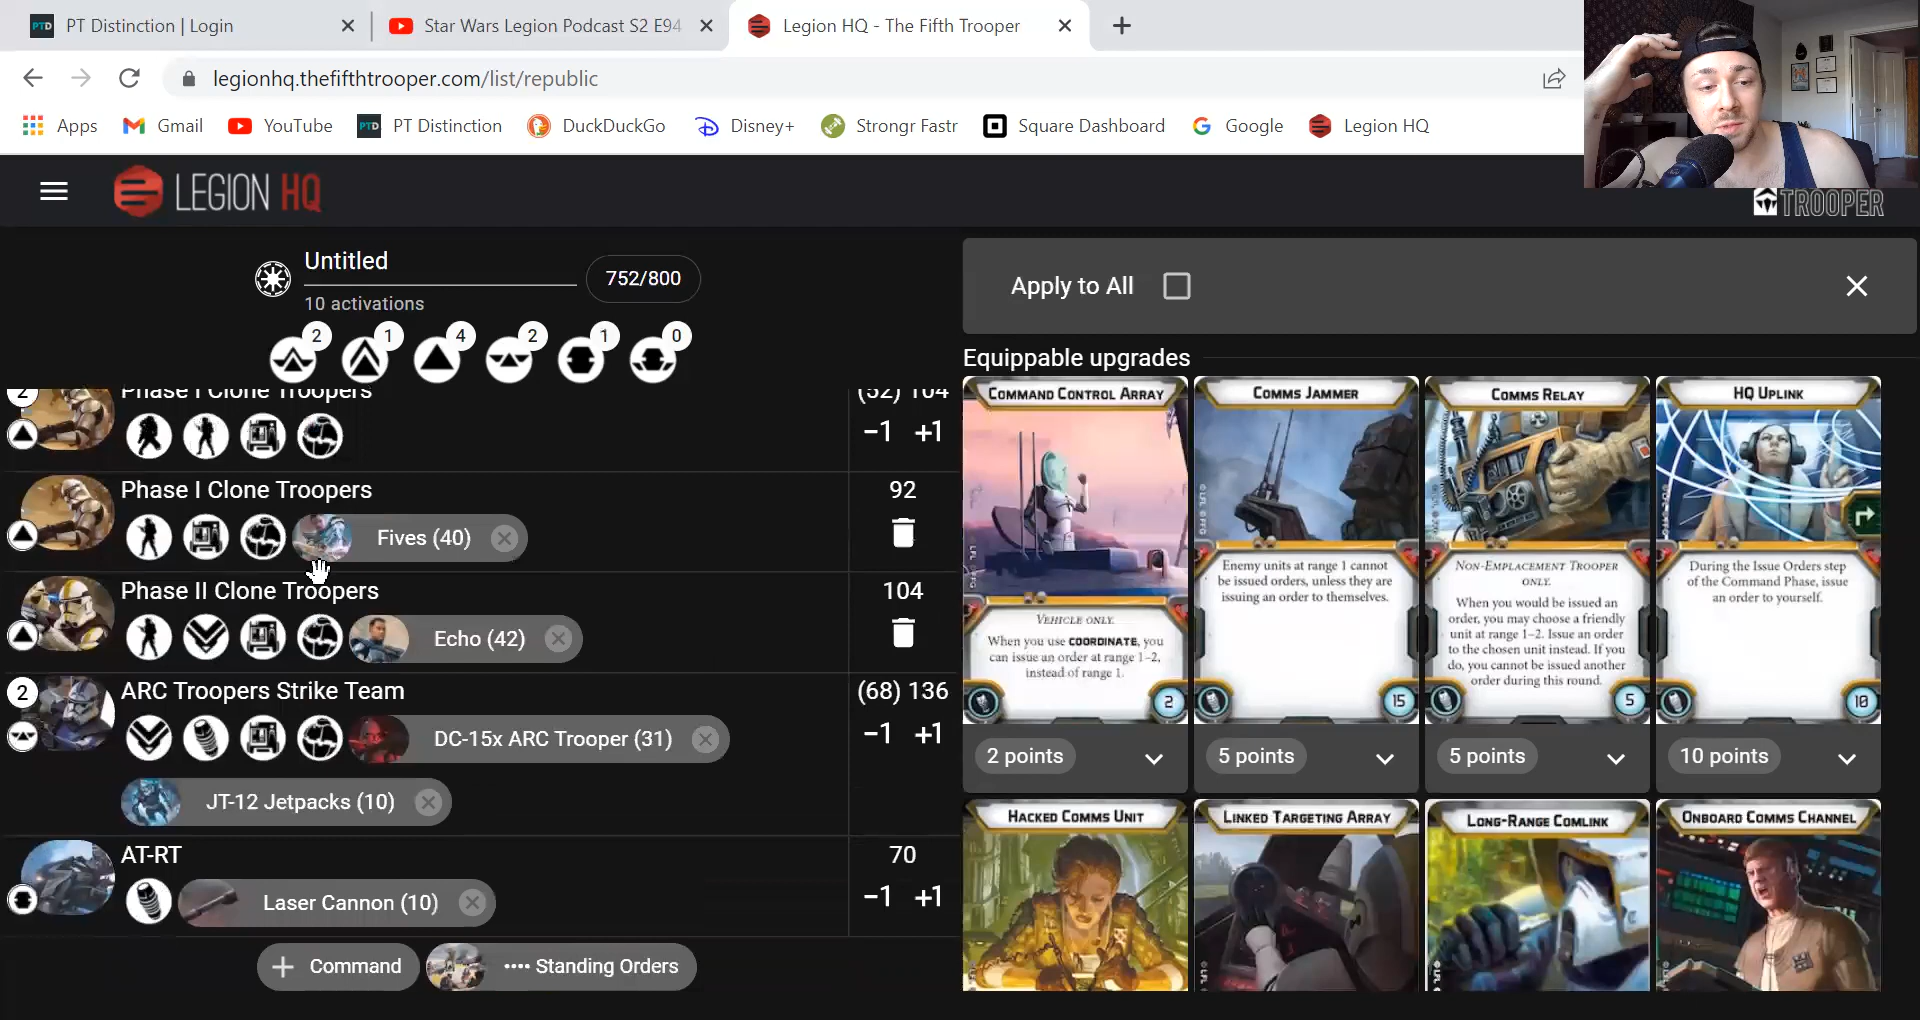 PTD PT Distinction | Login
Star Wars Legion Podcast S2 E94
Legion HQ - The Fifth Trooper
legionhq.thefifthtrooper.com/list/republic
Apps
Gmail
YouTube
PTD PT Distinction
DuckDuckGo
Disney+
Strongr Fastr
Square Dashboard
Google
Legion HQ
LEGION HQ
TROOPER
Untitled
752/800
10 activations
2 1 4 2 1 0
2 Phase I Clone Troopers (52) 104
−1 +1
Phase I Clone Troopers 92
Fives (40)
Phase II Clone Troopers 104
Echo (42)
2 ARC Troopers Strike Team (68) 136
DC-15x ARC Trooper (31) −1 +1
JT-12 Jetpacks (10)
AT-RT 70
Laser Cannon (10) −1 +1
+ Command
•••• Standing Orders
Apply to All
Equippable upgrades
COMMAND CONTROL ARRAY
VEHICLE ONLY.
When you use COORDINATE, you
can issue an order at range 1–2,
instead of range 1.
2
2 points
COMMS JAMMER
Enemy units at range 1 cannot
be issued orders, unless they are
issuing an order to themselves.
15
5 points
COMMS RELAY
NON-EMPLACEMENT TROOPER
ONLY.
When you would be issued an
order, you may choose a friendly
unit at range 1–2. Issue an order
to the chosen unit instead. If you
do, you cannot be issued another
order during this round.
5
5 points
HQ UPLINK
During the Issue Orders step
of the Command Phase, issue
an order to yourself.
10
10 points
HACKED COMMS UNIT
LINKED TARGETING ARRAY
LONG-RANGE COMLINK
ONBOARD COMMS CHANNEL